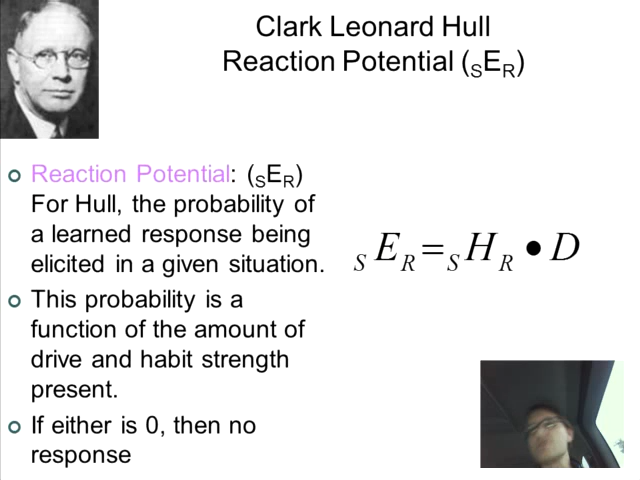 Clark Leonard Hull
Reaction Potential (SER)
Reaction Potential: (SER)
For Hull, the probability of
a learned response being
elicited in a given situation.
This probability is a
function of the amount of
drive and habit strength
present.
If either is 0, then no
response
S E R = S H R • D